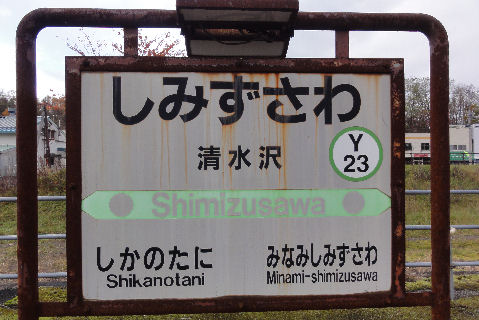 しみずさわ
清水沢
Y
23
Shimizusawa
しかのたに
Shikanotani
みなみしみずさわ
Minami-shimizusawa